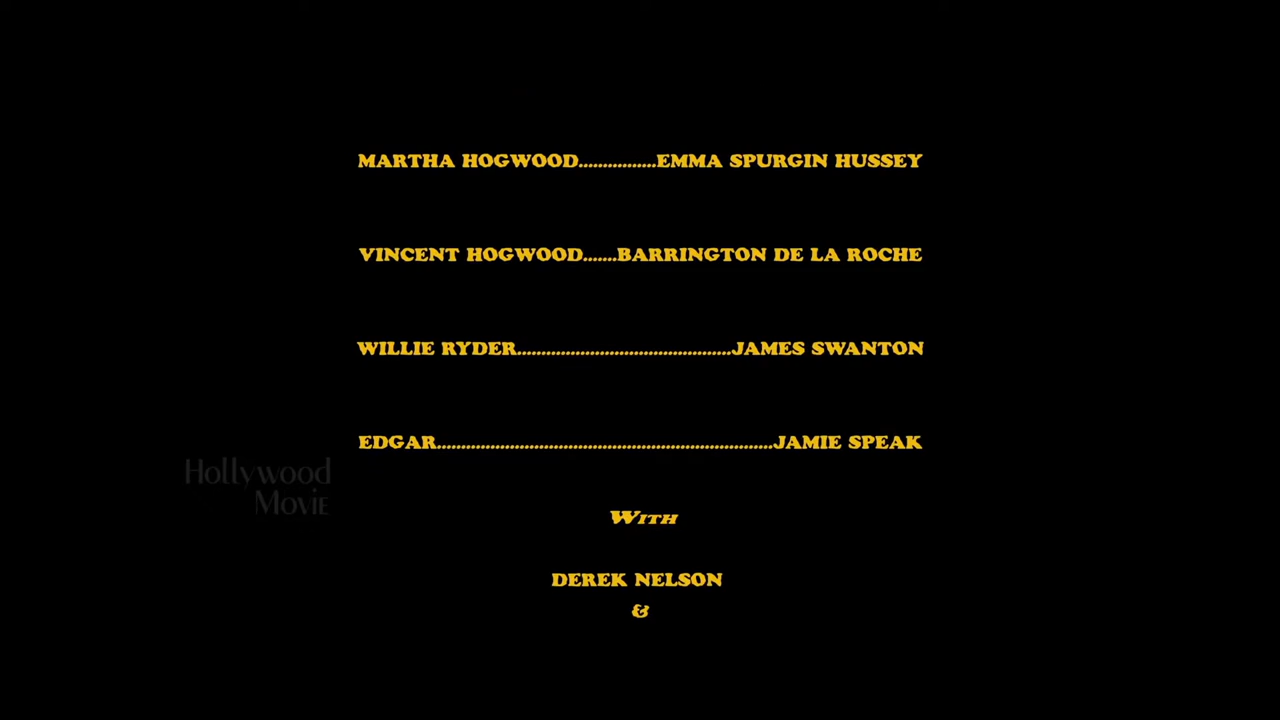 MARTHA HOGWOOD................EMMA SPURGIN HUSSEY
VINCENT HOGWOOD.......BARRINGTON DE LA ROCHE
WILLIE RYDER............................................JAMES SWANTON
EDGAR.....................................................................JAMIE SPEAK
Hollywood
Movie
WITH
DEREK NELSON
&